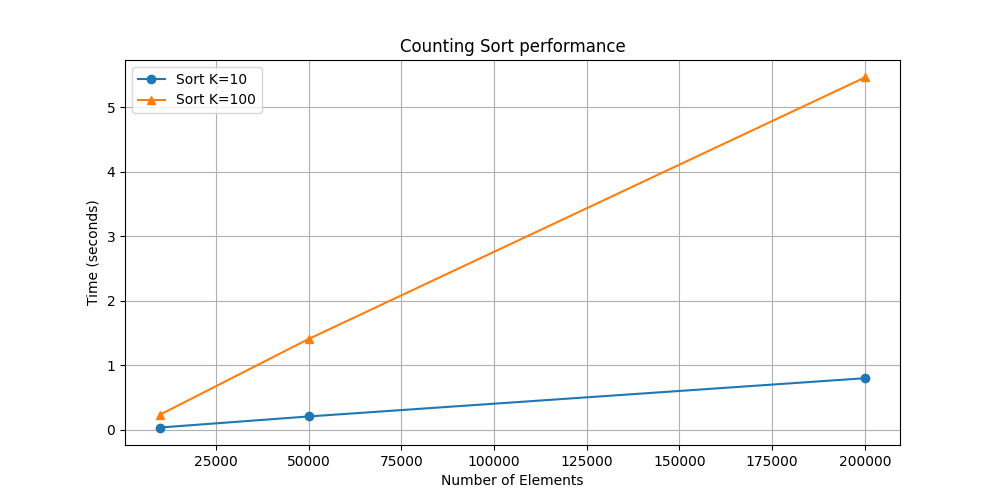 Counting Sort performance
Sort K=10
Sort K=100
Time (seconds)
5
4
3
2
1
0
25000 50000 75000 100000 125000 150000 175000 200000
Number of Elements